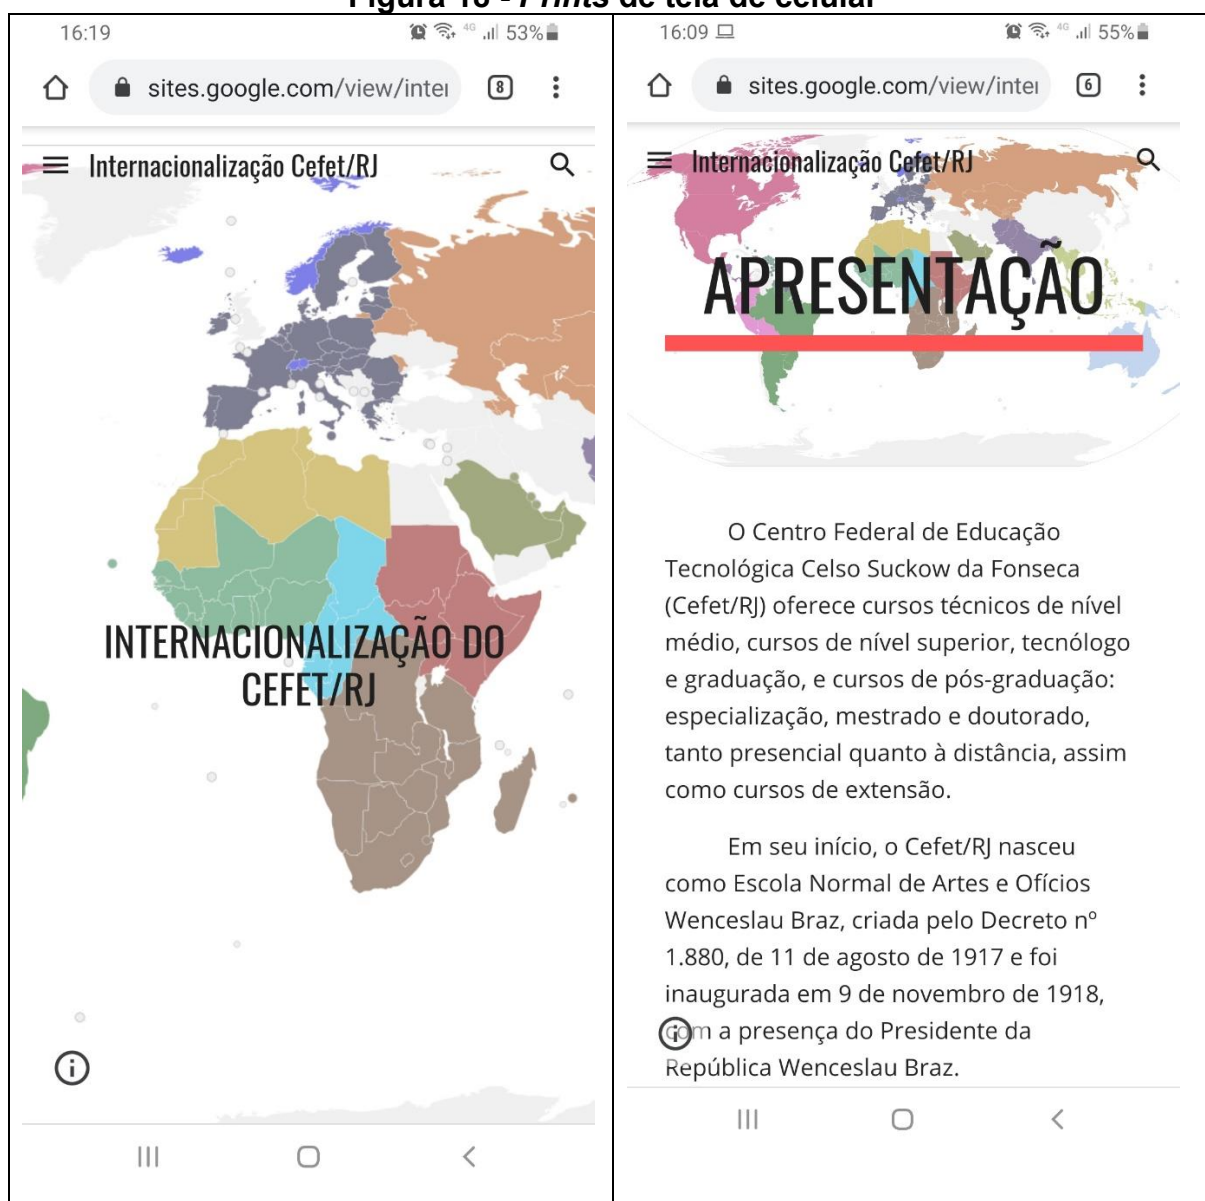 Figura 18 - Prints de tela de celular
16:19
4G
53%
sites.google.com/view/inter
8
Internacionalização Cefet/RJ
INTERNACIONALIZAÇÃO DO
CEFET/RJ
16:09
4G
55%
sites.google.com/view/inter
6
Internacionalização Cefet/RJ
APRESENTAÇÃO
O Centro Federal de Educação
Tecnológica Celso Suckow da Fonseca
(Cefet/RJ) oferece cursos técnicos de nível
médio, cursos de nível superior, tecnólogo
e graduação, e cursos de pós-graduação:
especialização, mestrado e doutorado,
tanto presencial quanto à distância, assim
como cursos de extensão.
Em seu início, o Cefet/RJ nasceu
como Escola Normal de Artes e Ofícios
Wenceslau Braz, criada pelo Decreto nº
1.880, de 11 de agosto de 1917 e foi
inaugurada em 9 de novembro de 1918,
com a presença do Presidente da
República Wenceslau Braz.